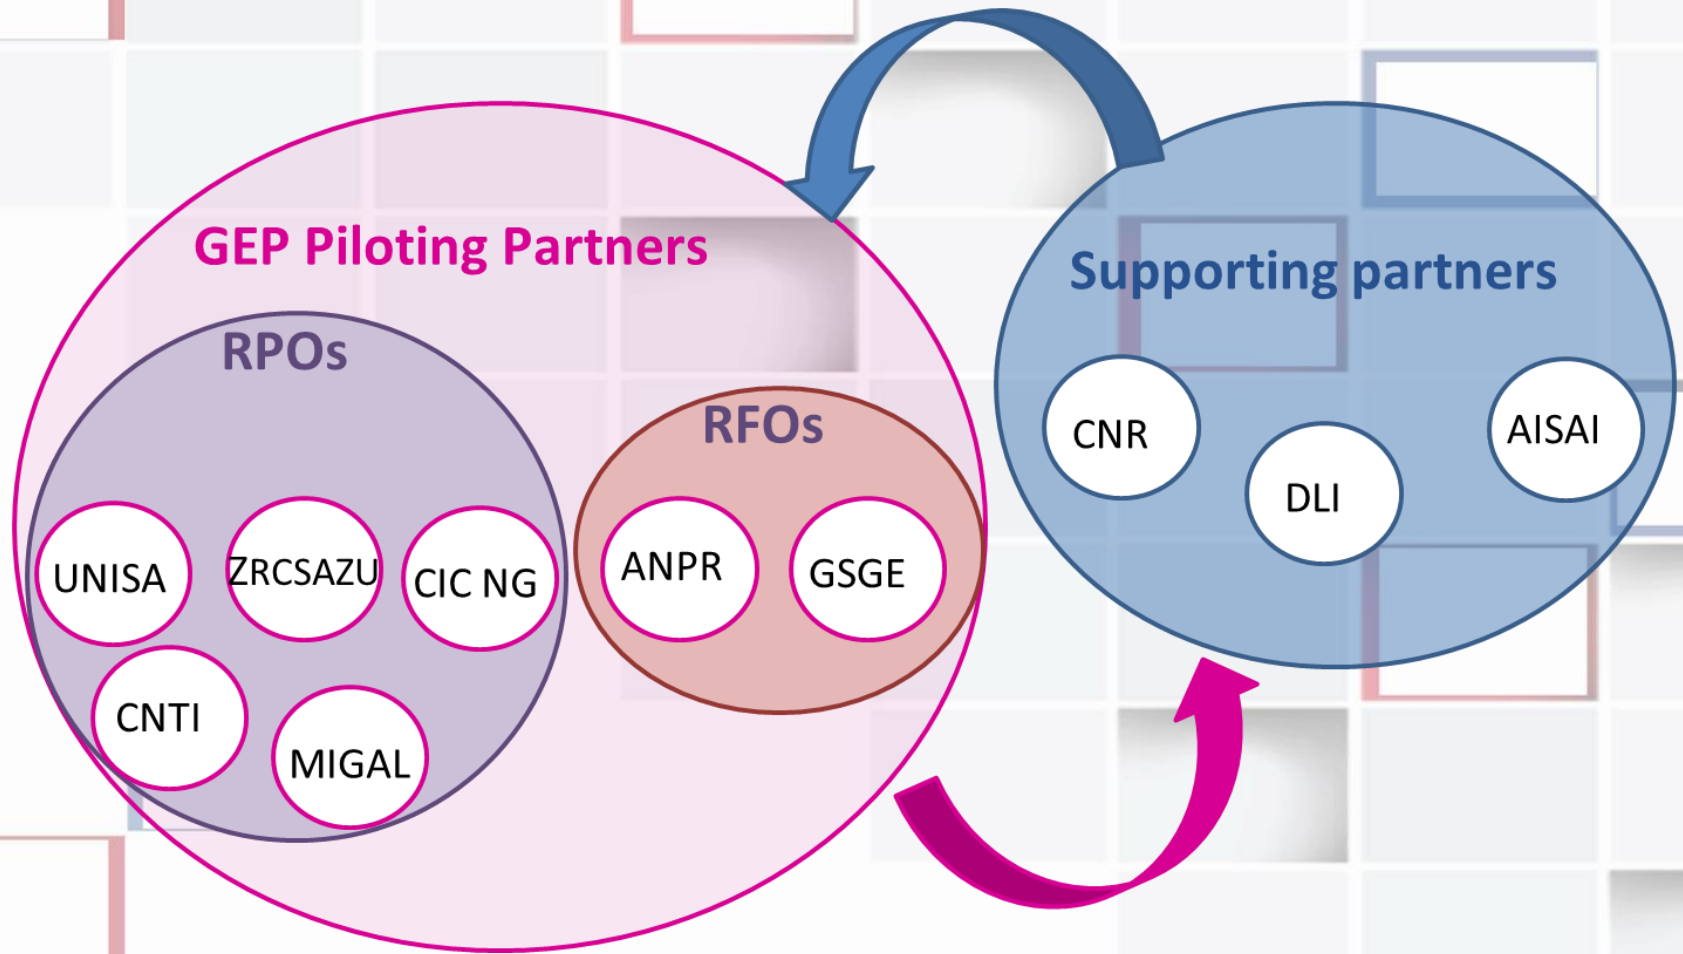 GEP Piloting Partners
RPOs
UNISA
ZRCSAZU
CIC NG
CNTI
MIGAL
RFOs
ANPR
GSGE
Supporting partners
CNR
DLI
AISAI